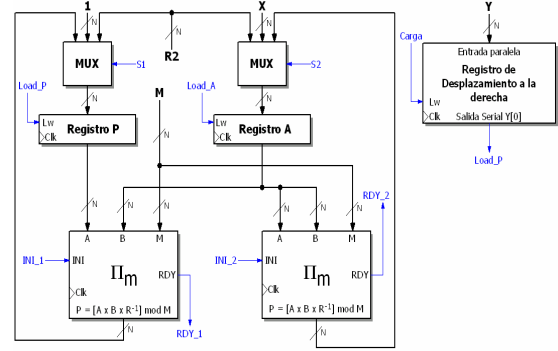 1
X
Y
N
N
N
R2
Carga
Entrada paralela
Registro de
Desplazamiento a la
derecha
Lw
Clk
Salida Serial Y[0]
Load_P
MUX
S1
MUX
S2
Load_P
N
M
Load_A
N
Lw
Registro P
Clk
Lw
Registro A
Clk
N
N
N
N
N
N
N
RDY_2
A
B
M
A
B
M
INI_1
INI
Πm
RDY
Clk
P = [A x B x R⁻¹] mod M
INI_2
INI
Πm
RDY
Clk
P = [A x B x R⁻¹] mod M
N
RDY_1
N